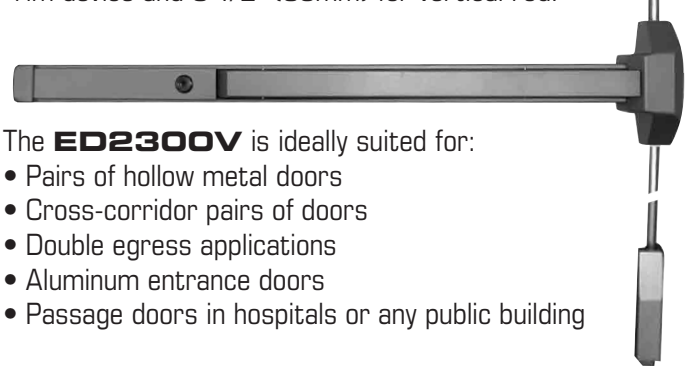 The ED2300V is ideally suited for:
• Pairs of hollow metal doors
• Cross-corridor pairs of doors
• Double egress applications
• Aluminum entrance doors
• Passage doors in hospitals or any public building